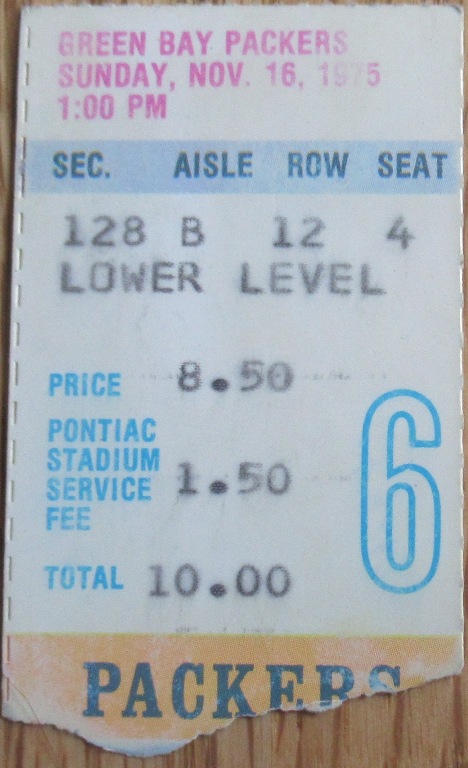 GREEN BAY PACKERS
SUNDAY, NOV. 16, 1975
1:00 PM
SEC. AISLE ROW SEAT
128 B 12 4
LOWER LEVEL
PRICE 8.50
PONTIAC
STADIUM
SERVICE 1.50
FEE
6
TOTAL 10.00
PACKERS